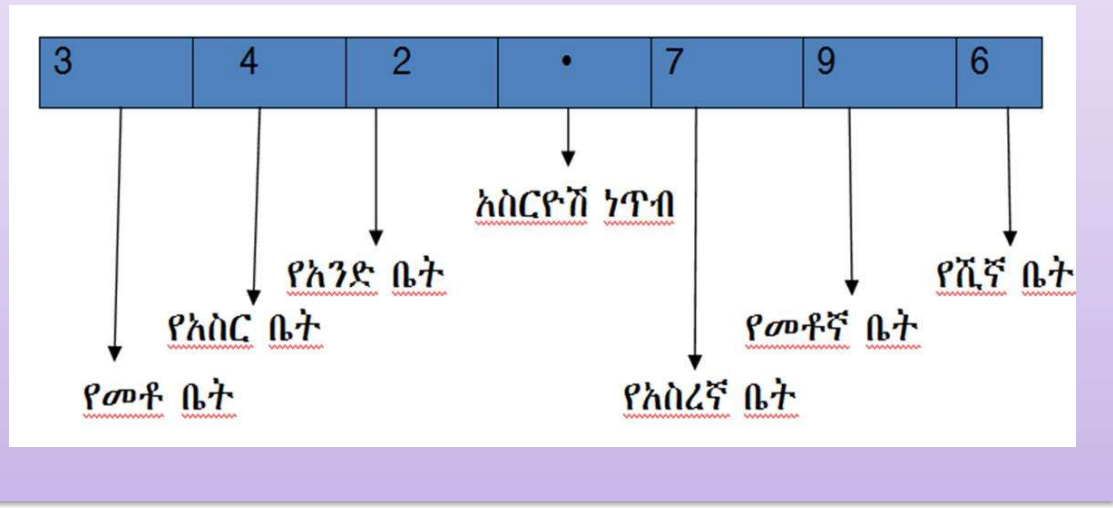 3 4 2 • 7 9 6
አስርዮሽ ነጥብ
የአንድ ቤት
የሺኛ ቤት
የአስር ቤት
የመቶኛ ቤት
የመቶ ቤት
የአስረኛ ቤት